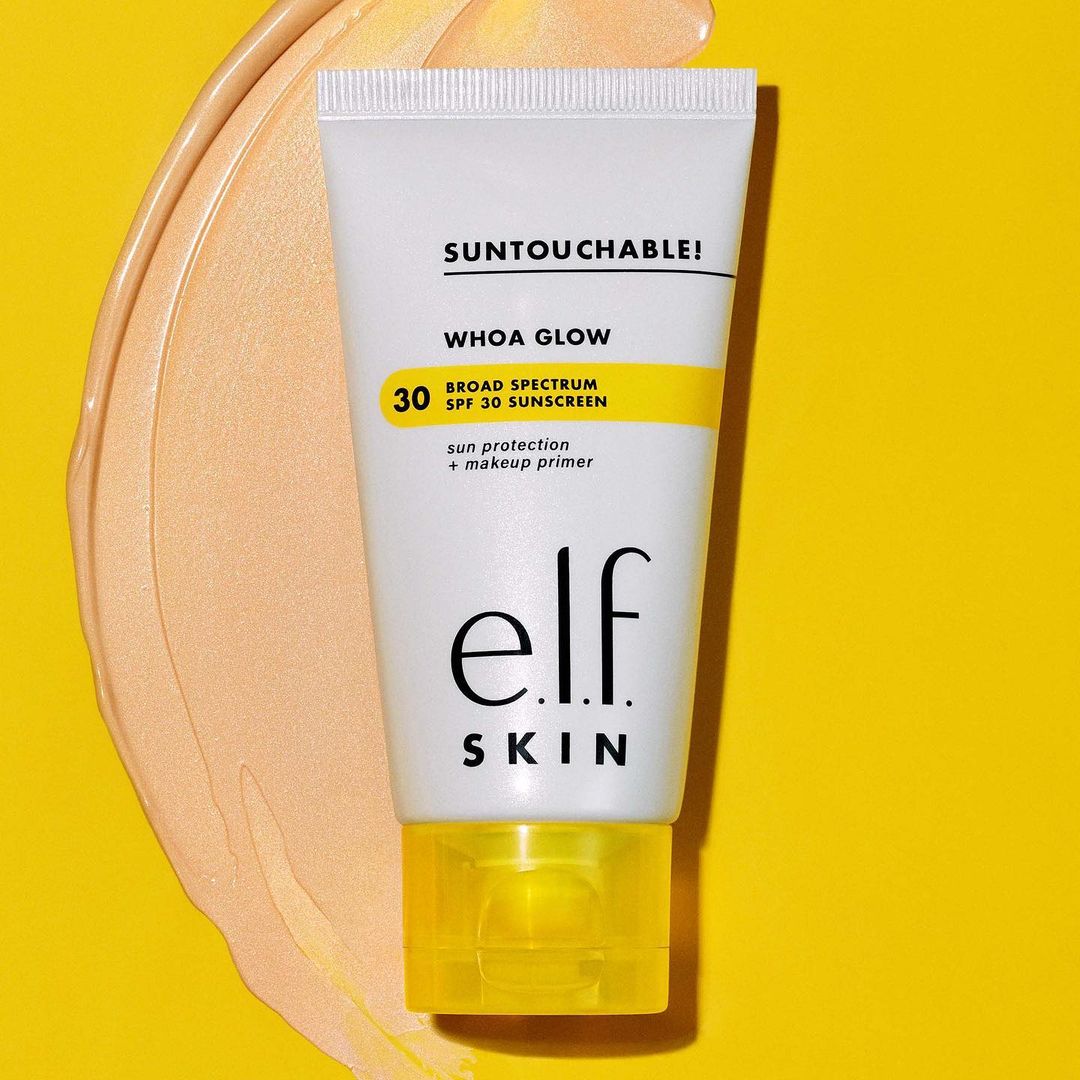 SUNTOUCHABLE!
WHOA GLOW
30 BROAD SPECTRUM
SPF 30 SUNSCREEN
sun protection
+ makeup primer
e.l.f.
SKIN